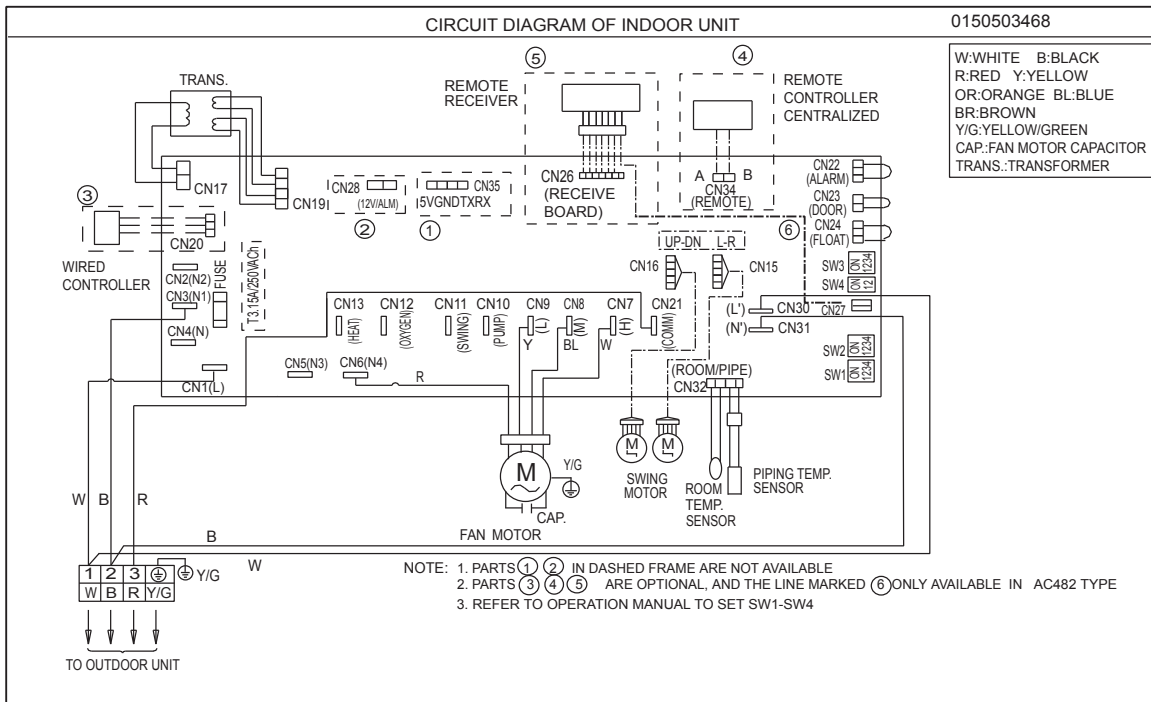 CIRCUIT DIAGRAM OF INDOOR UNIT
0150503468
W:WHITE B:BLACK
R:RED Y:YELLOW
OR:ORANGE BL:BLUE
BR:BROWN
Y/G:YELLOW/GREEN
CAP.:FAN MOTOR CAPACITOR
TRANS.:TRANSFORMER
TRANS.
5
REMOTE
RECEIVER
4
REMOTE
CONTROLLER
CENTRALIZED
CN17
CN19
CN28
(12V/ALM)
2
CN35
5VGNDTXRX
1
CN26
(RECEIVE
BOARD)
A B
CN34
(REMOTE)
CN22
(ALARM)
CN23
(DOOR)
CN24
(FLOAT)
3
CN20
WIRED
CONTROLLER
CN2(N2)
CN3(N1)
CN4(N)
CN1(L)
FUSE
T3.15A/250VACh
6
UP-DN L-R
CN16
CN15
SW3 ON 1234
SW4 ON 12
(L') CN30
(N') CN31
CN27
SW2 ON 1234
SW1 ON 1234
CN13
(HEAT)
CN12
(OXYGEN)
CN11
(SWING)
CN10
(PUMP)
CN9
(L)
CN8
(M)
CN7
(H)
CN21
(COMM)
Y
BL
W
CN5(N3)
CN6(N4)
R
(ROOM/PIPE)
CN32
M
Y/G
CAP.
FAN MOTOR
M
M
SWING
MOTOR
ROOM
TEMP.
SENSOR
PIPING TEMP.
SENSOR
W B R
B
W
1 2 3
W B R Y/G
Y/G
TO OUTDOOR UNIT
NOTE: 1. PARTS 1 2 IN DASHED FRAME ARE NOT AVAILABLE
2. PARTS 3 4 5 ARE OPTIONAL, AND THE LINE MARKED 6 ONLY AVAILABLE IN AC482 TYPE
3. REFER TO OPERATION MANUAL TO SET SW1-SW4